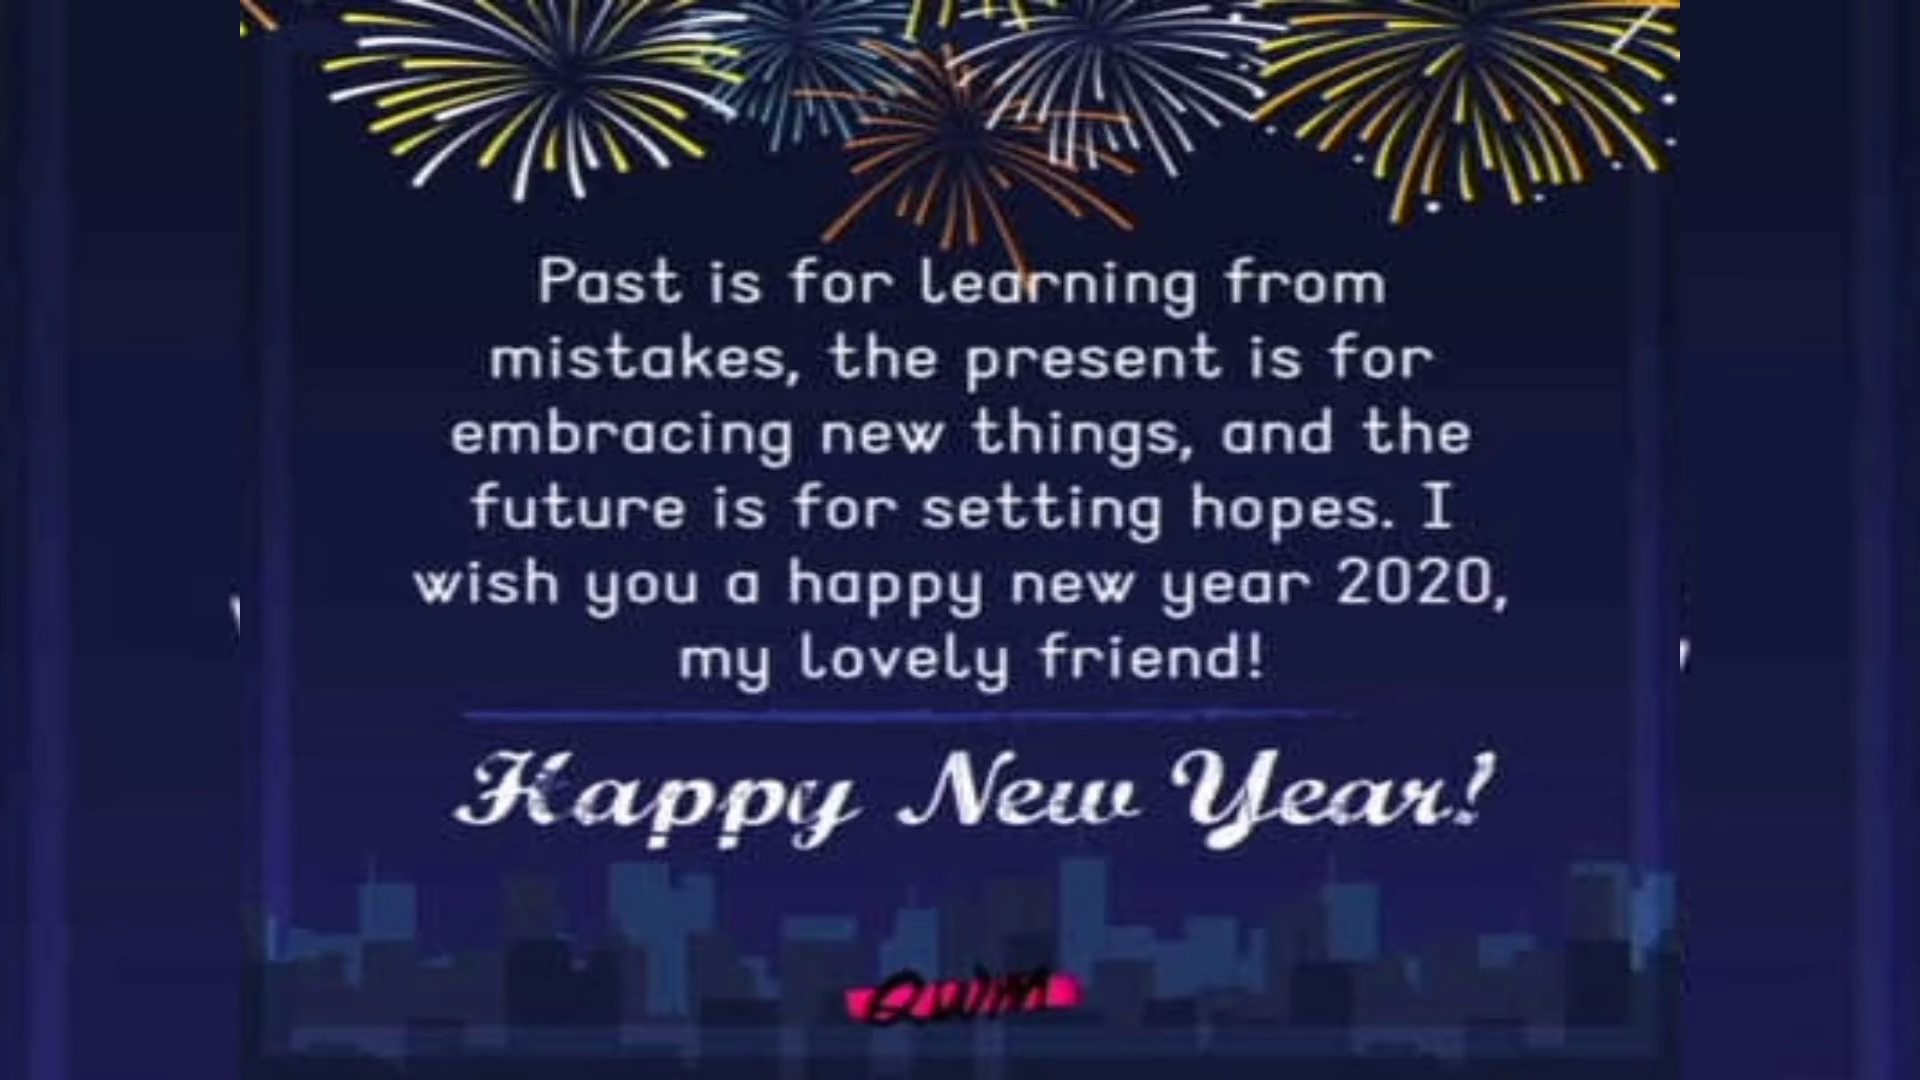 Past is for learning from
mistakes, the present is for
embracing new things, and the
future is for setting hopes. I
wish you a happy new year 2020,
my lovely friend!
Happy New Year!